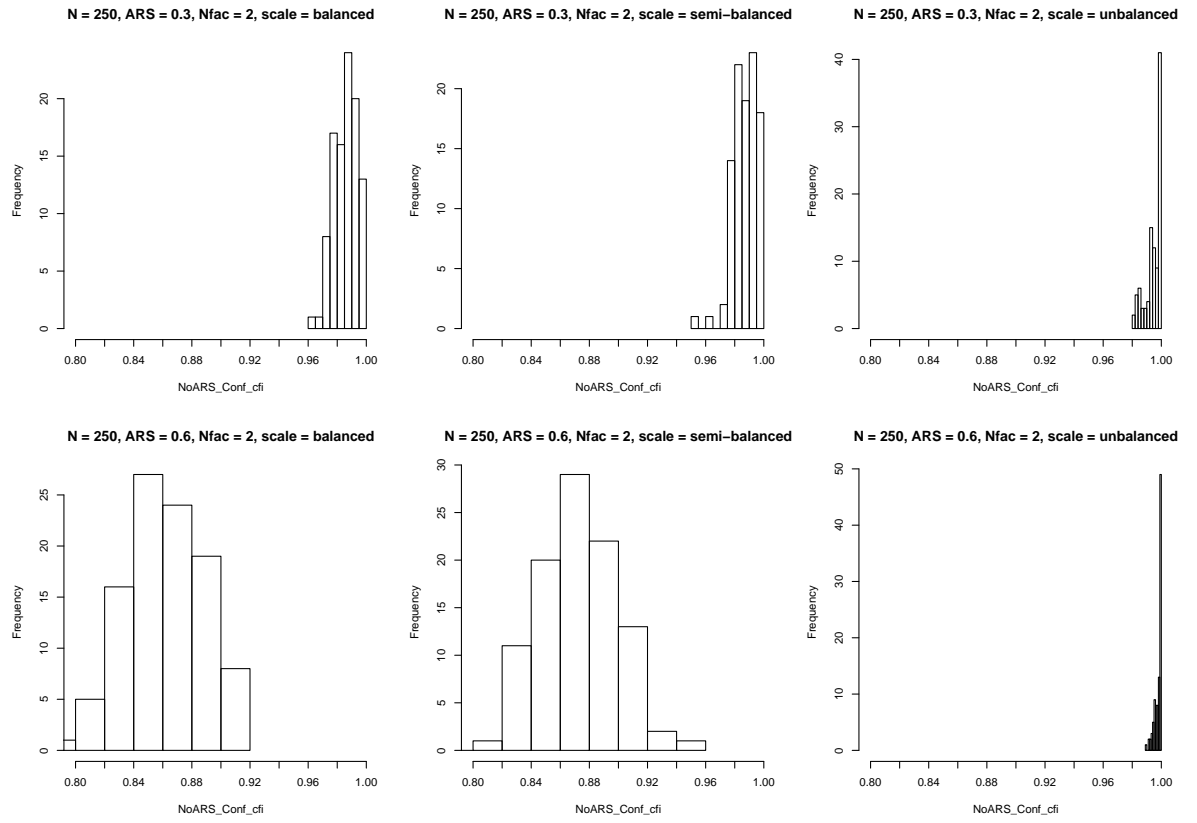 N = 250, ARS = 0.3, Nfac = 2, scale = balanced
Frequency
20
15
10
5
0
0.80 0.84 0.88 0.92 0.96 1.00
NoARS_Conf_cfi
N = 250, ARS = 0.3, Nfac = 2, scale = semi−balanced
Frequency
20
15
10
5
0
0.80 0.84 0.88 0.92 0.96 1.00
NoARS_Conf_cfi
N = 250, ARS = 0.3, Nfac = 2, scale = unbalanced
Frequency
40
30
20
10
0
0.80 0.84 0.88 0.92 0.96 1.00
NoARS_Conf_cfi
N = 250, ARS = 0.6, Nfac = 2, scale = balanced
Frequency
25
20
15
10
5
0
0.80 0.84 0.88 0.92 0.96 1.00
NoARS_Conf_cfi
N = 250, ARS = 0.6, Nfac = 2, scale = semi−balanced
Frequency
30
25
20
15
10
5
0
0.80 0.84 0.88 0.92 0.96 1.00
NoARS_Conf_cfi
N = 250, ARS = 0.6, Nfac = 2, scale = unbalanced
Frequency
50
40
30
20
10
0
0.80 0.84 0.88 0.92 0.96 1.00
NoARS_Conf_cfi